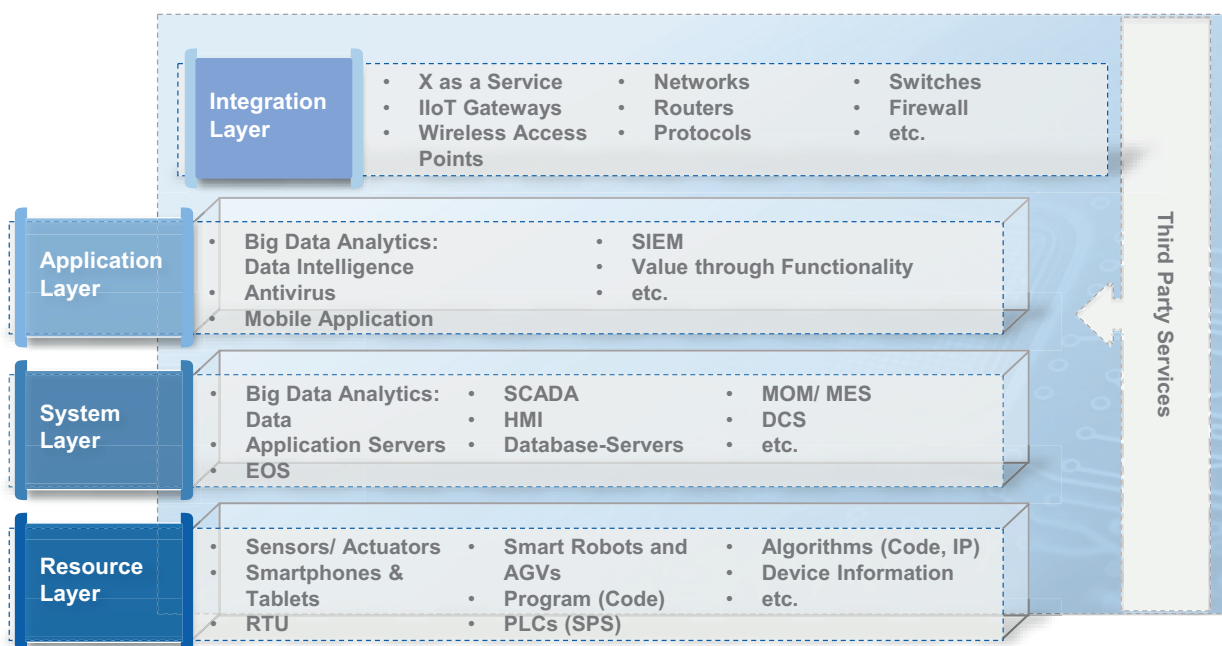 Integration
Layer
• X as a Service
• IIoT Gateways
• Wireless Access
Points
• Networks
• Routers
• Protocols
• Switches
• Firewall
• etc.
Application
Layer
• Big Data Analytics:
Data Intelligence
• Antivirus
• Mobile Application
• SIEM
• Value through Functionality
• etc.
System
Layer
• Big Data Analytics:
Data
• Application Servers
• EOS
• SCADA
• HMI
• Database-Servers
• MOM/ MES
• DCS
• etc.
Resource
Layer
• Sensors/ Actuators
• Smartphones &
Tablets
• RTU
• Smart Robots and
AGVs
• Program (Code)
• PLCs (SPS)
• Algorithms (Code, IP)
• Device Information
• etc.
Third Party Services